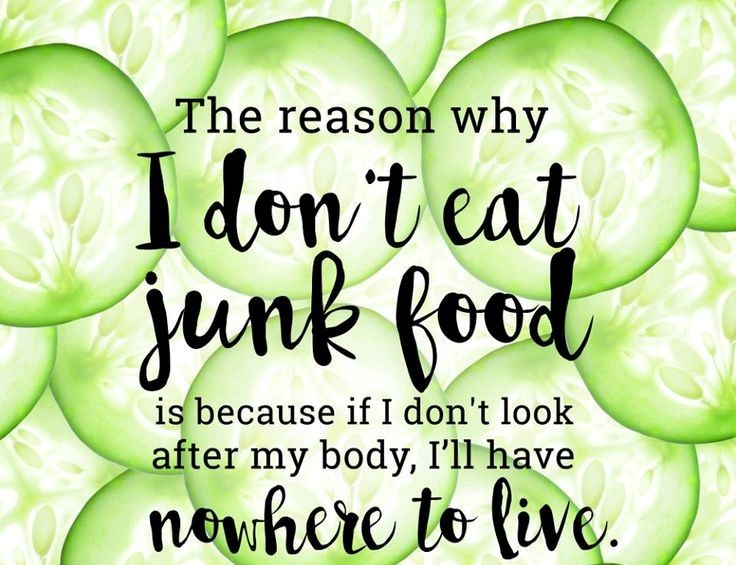 The reason why
I don't eat
junk food
is because if I don't look
after my body, I’ll have
nowhere to live.